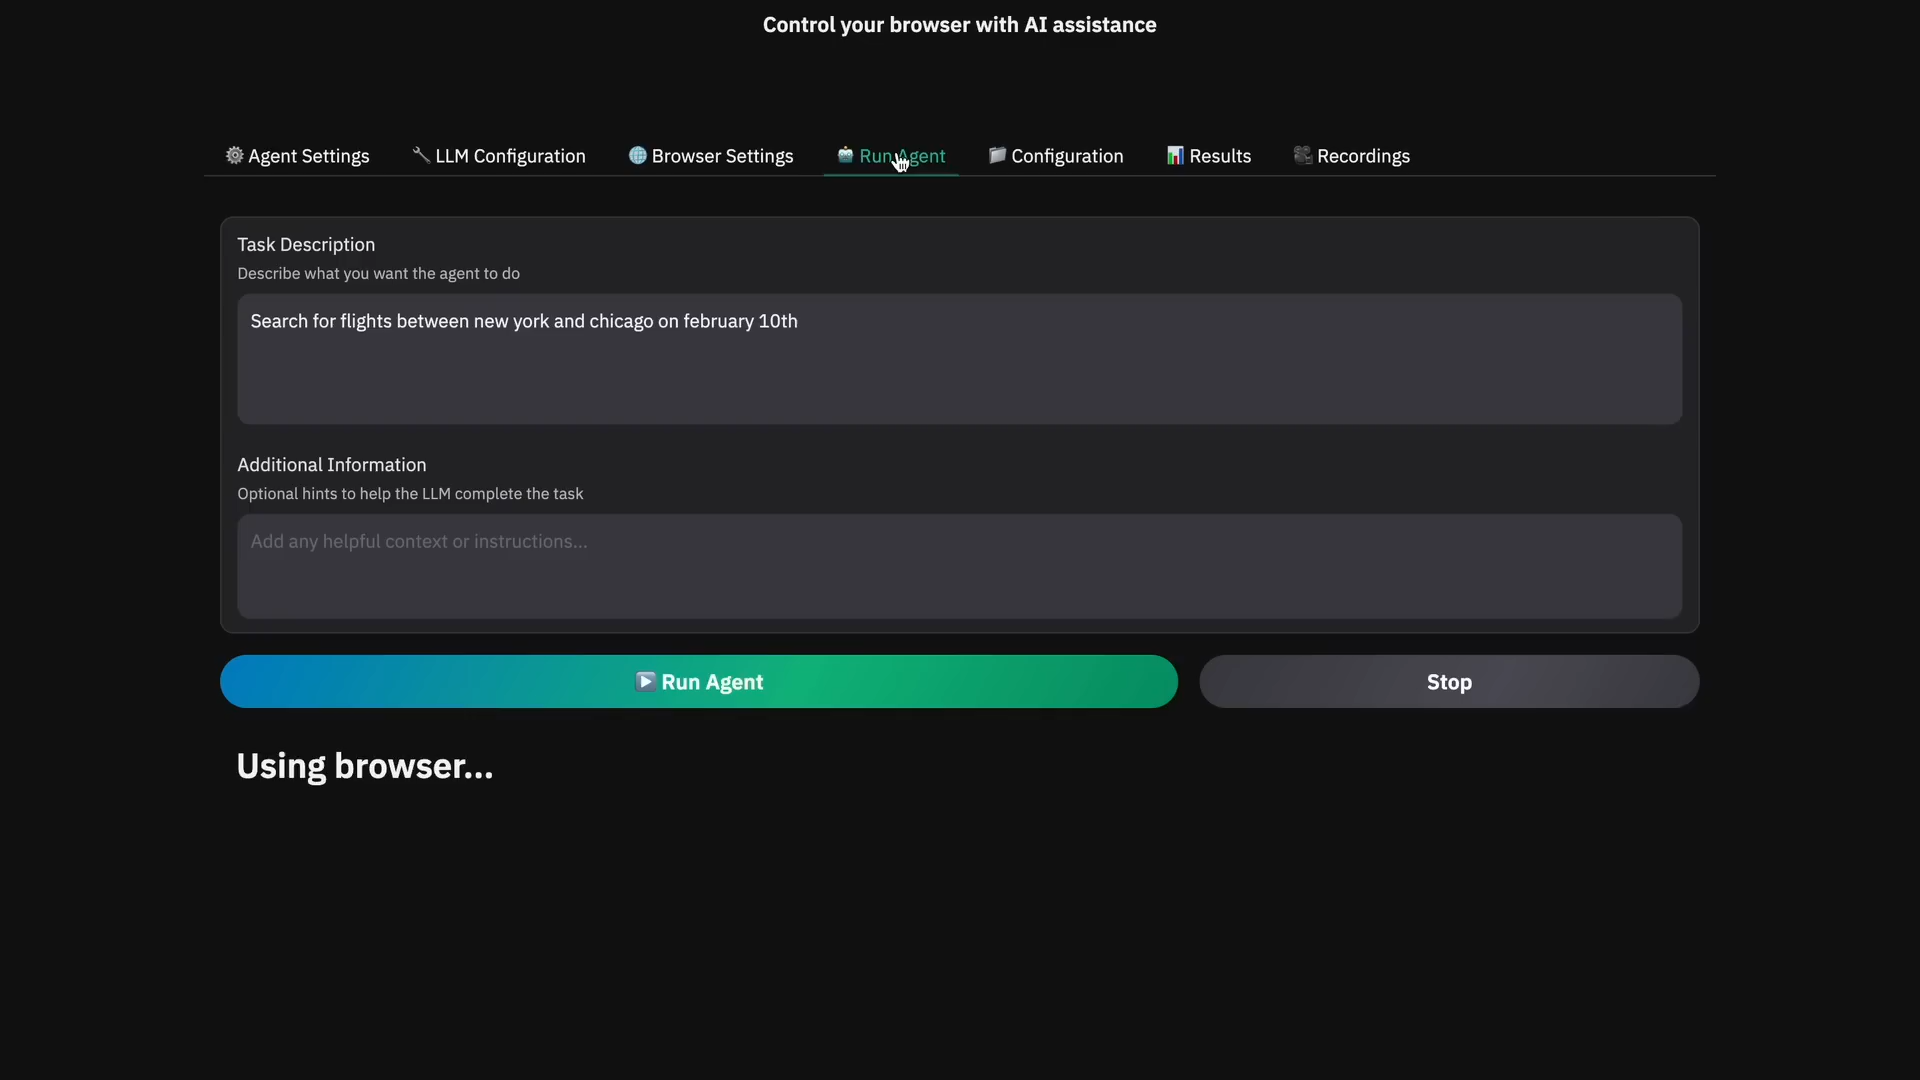 Control your browser with AI assistance
Agent Settings LLM Configuration Browser Settings Run Agent Configuration Results Recordings
Task Description
Describe what you want the agent to do
Search for flights between new york and chicago on february 10th
Additional Information
Optional hints to help the LLM complete the task
Add any helpful context or instructions...
Run Agent Stop
Using browser...